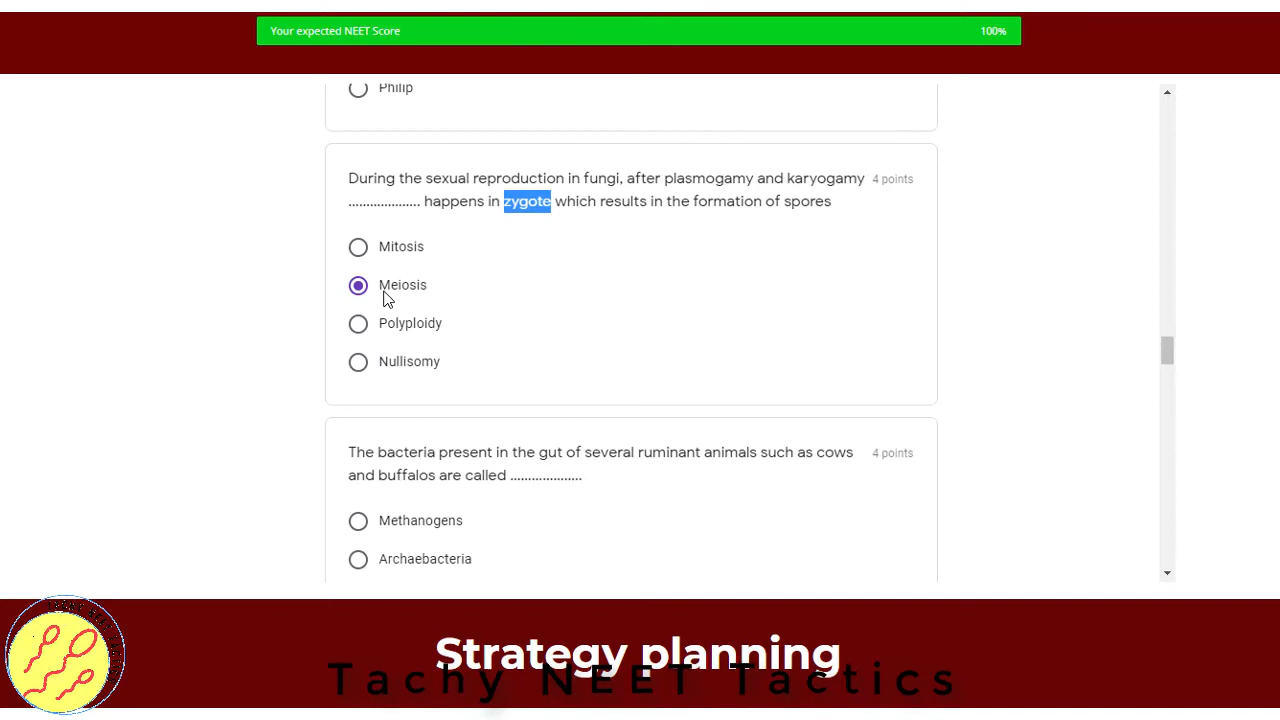 Your expected NEET Score 100%
Philip
During the sexual reproduction in fungi, after plasmogamy and karyogamy 4 points
.................... happens in zygote which results in the formation of spores
Mitosis
Meiosis
Polyploidy
Nullisomy
The bacteria present in the gut of several ruminant animals such as cows 4 points
and buffalos are called ....................
Methanogens
Archaebacteria
Strategy planning
Tachy NEET Tactics